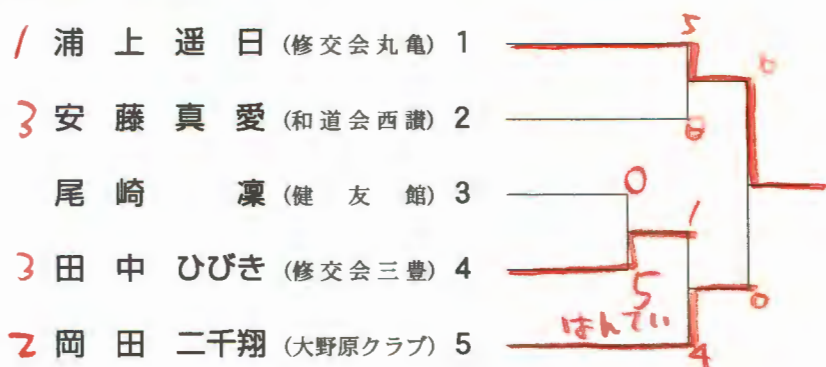 5
1 浦上遥日 (修交会丸亀) 1
3 安藤真愛 (和道会西讃) 2
0
尾崎凜 (健友館) 3
1
3 田中ひびき (修交会三豊) 4
5
0
はんてい
2 岡田二千翔 (大野原クラブ) 5
4